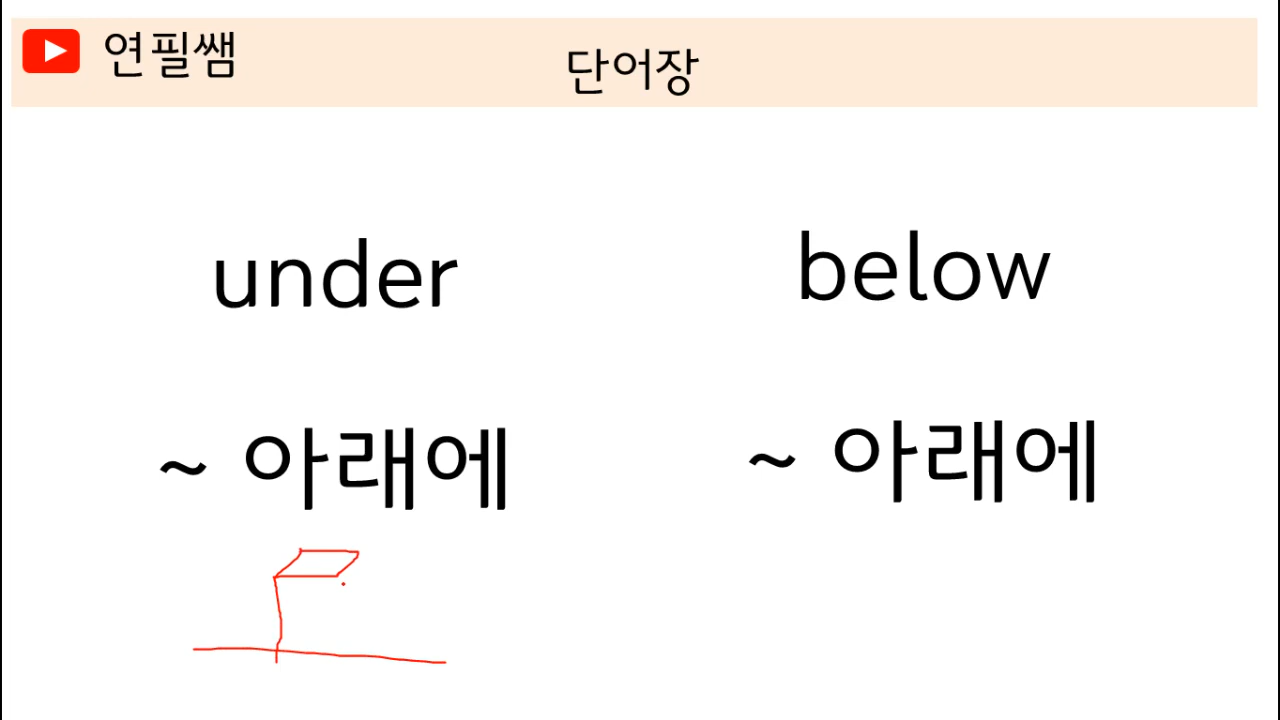 연필쌤
단어장
under
below
~ 아래에
~ 아래에